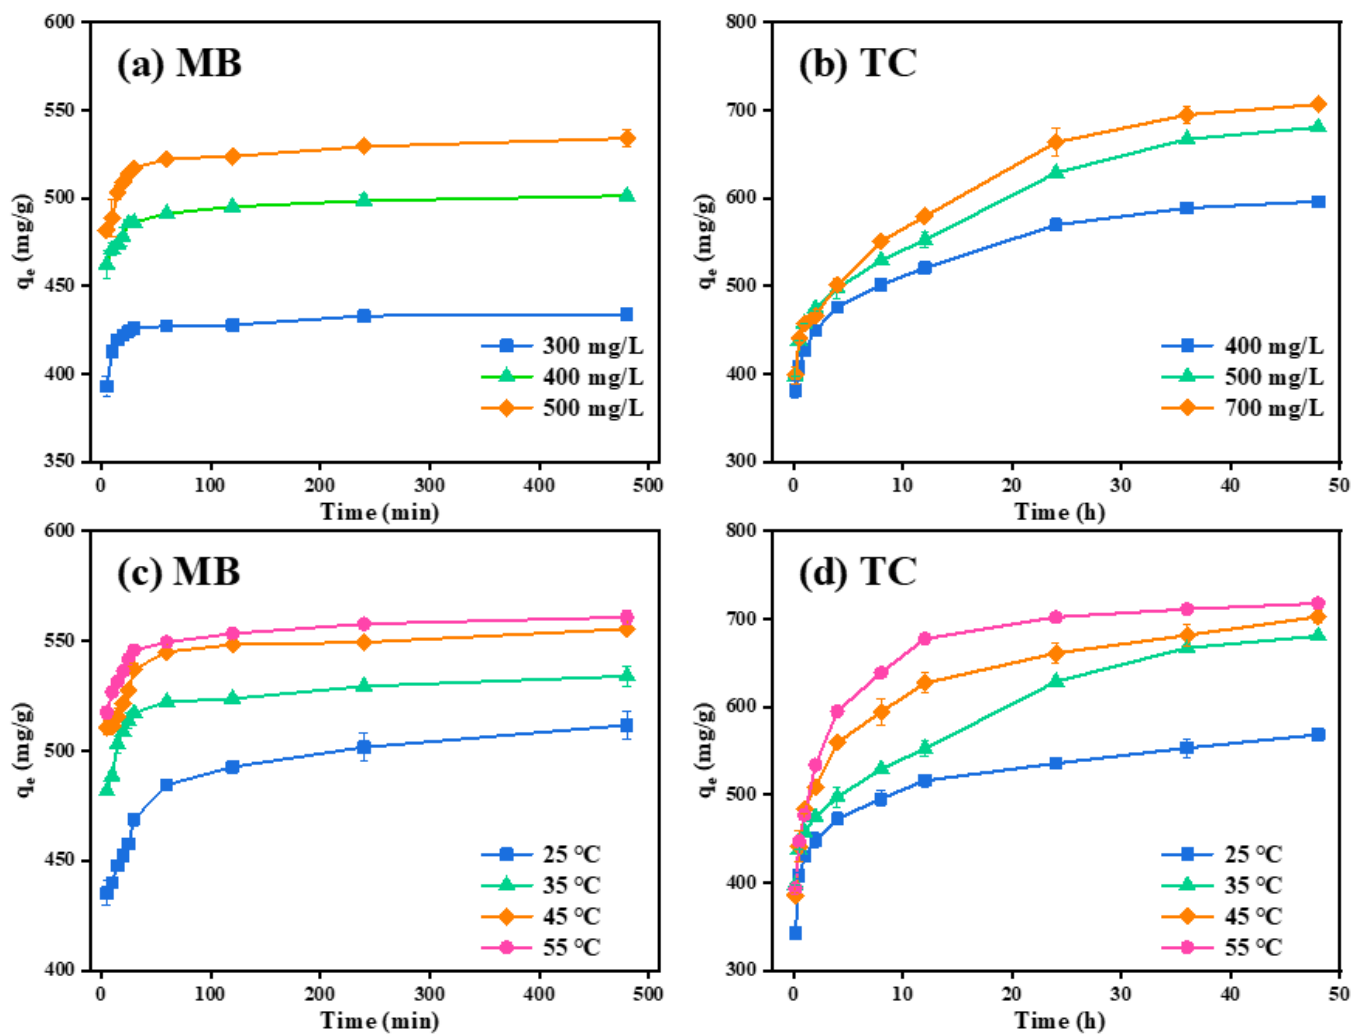 (a) MB
600
550
500
450
400
350
qe (mg/g)
300 mg/L
400 mg/L
500 mg/L
0 100 200 300 400 500
Time (min)
(b) TC
800
700
600
500
400
300
qe (mg/g)
400 mg/L
500 mg/L
700 mg/L
0 10 20 30 40 50
Time (h)
(c) MB
600
550
500
450
400
qe (mg/g)
25 °C
35 °C
45 °C
55 °C
0 100 200 300 400 500
Time (min)
(d) TC
800
700
600
500
400
300
qe (mg/g)
25 °C
35 °C
45 °C
55 °C
0 10 20 30 40 50
Time (h)